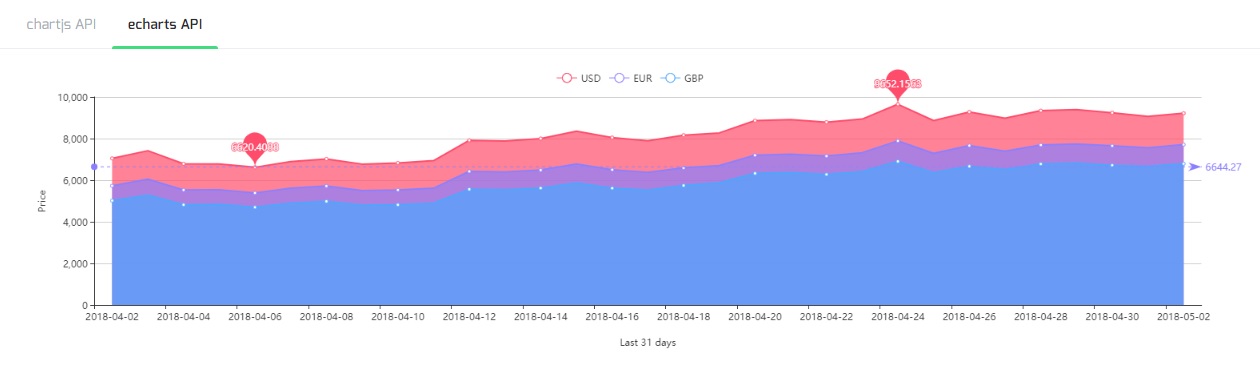 chartjs API echarts API
USD EUR GBP
9652.1563
10,000
8,000
6620.4090
6644.27
6,000
Price
4,000
2,000
0
2018-04-02 2018-04-04 2018-04-06 2018-04-08 2018-04-10 2018-04-12 2018-04-14 2018-04-16 2018-04-18 2018-04-20 2018-04-22 2018-04-24 2018-04-26 2018-04-28 2018-04-30 2018-05-02
Last 31 days